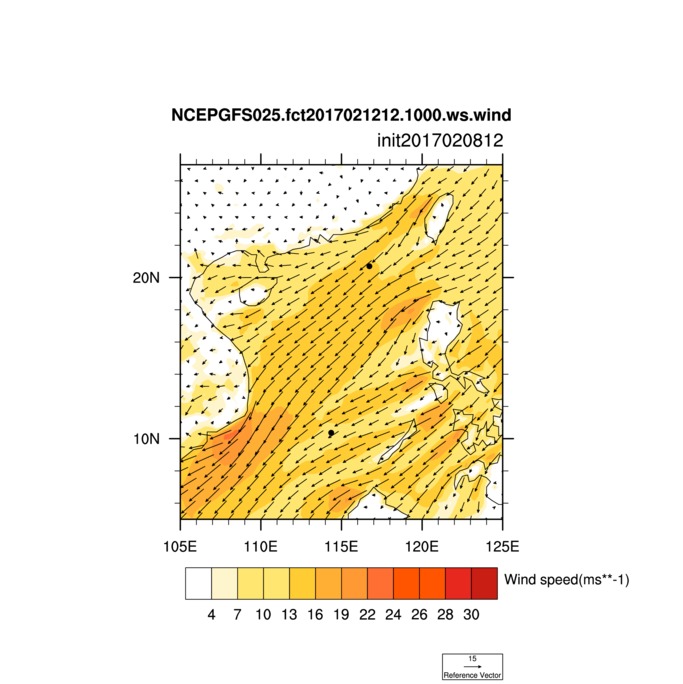 NCEPGFS025.fct2017021212.1000.ws.wind
init2017020812
20N
10N
105E 110E 115E 120E 125E
Wind speed(ms**-1)
4 7 10 13 16 19 22 24 26 28 30
15
Reference Vector